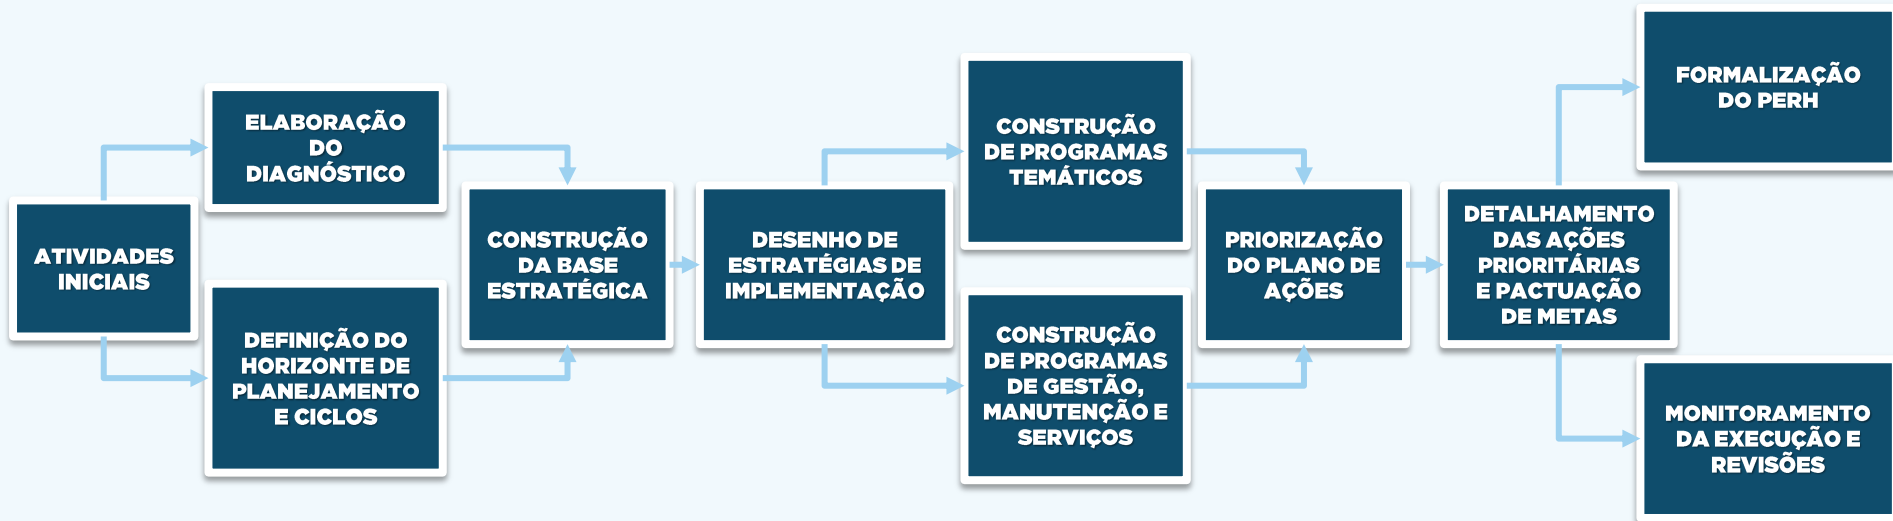 ATIVIDADES
INICIAIS
ELABORAÇÃO
DO
DIAGNÓSTICO
DEFINIÇÃO DO
HORIZONTE DE
PLANEJAMENTO
E CICLOS
CONSTRUÇÃO
DA BASE
ESTRATÉGICA
DESENHO DE
ESTRATÉGIAS DE
IMPLEMENTAÇÃO
CONSTRUÇÃO
DE PROGRAMAS
TEMÁTICOS
CONSTRUÇÃO
DE PROGRAMAS
DE GESTÃO,
MANUTENÇÃO E
SERVIÇOS
PRIORIZAÇÃO
DO PLANO DE
AÇÕES
DETALHAMENTO
DAS AÇÕES
PRIORITÁRIAS
E PACTUAÇÃO
DE METAS
FORMALIZAÇÃO
DO PERH
MONITORAMENTO
DA EXECUÇÃO E
REVISÕES